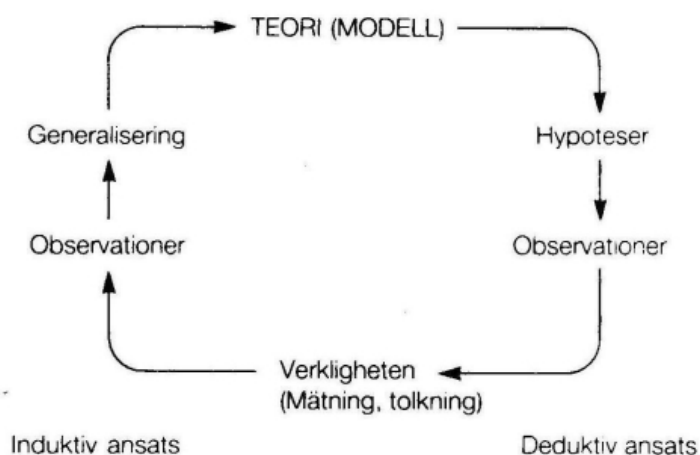 TEORI (MODELL)
Generalisering
Hypoteser
Observationer
Observationer
Verkligheten
(Mätning, tolkning)
Induktiv ansats
Deduktiv ansats